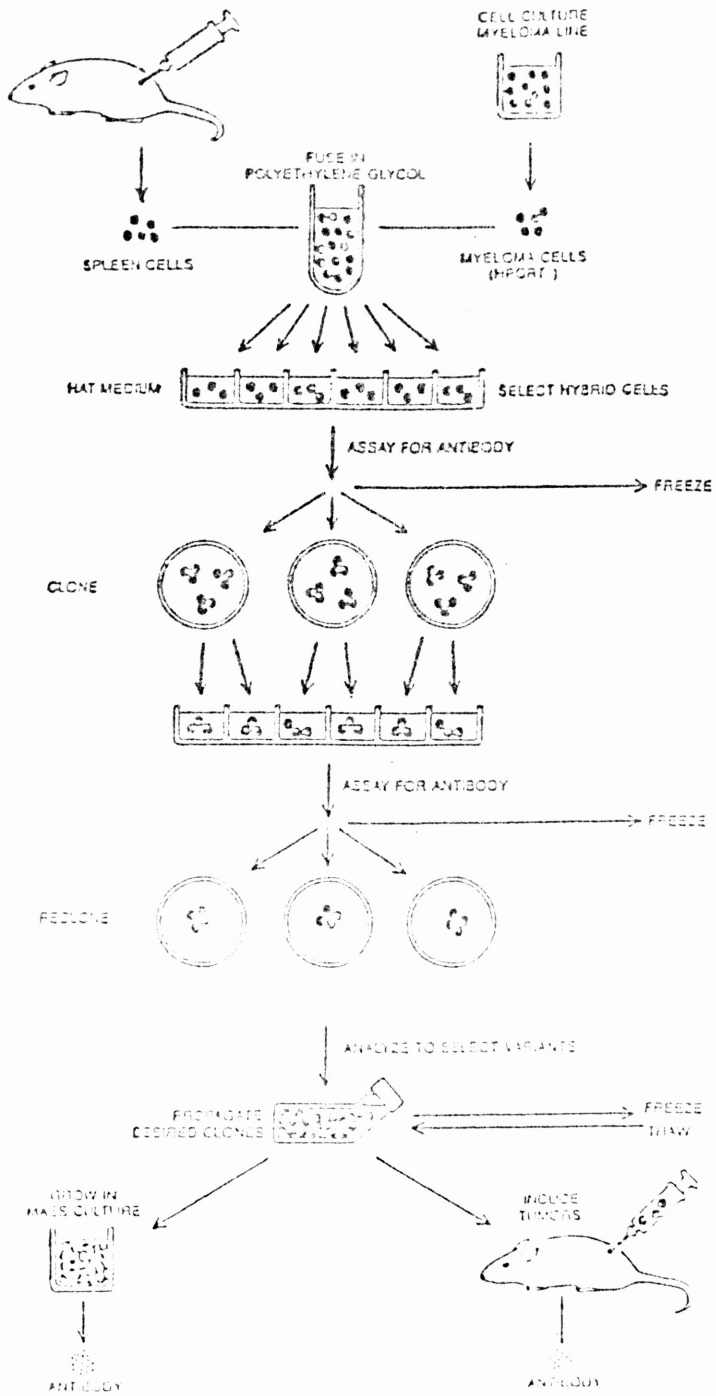 CELL CULTURE
MYELOMA LINE
FUSE IN
POLYETHYLENE GLYCOL
SPLEEN CELLS
MYELOMA CELLS
(HPGRT⁻)
HAT MEDIUM
SELECT HYBRID CELLS
ASSAY FOR ANTIBODY
FREEZE
CLONE
ASSAY FOR ANTIBODY
FREEZE
RECLONE
ANALYZE TO SELECT VARIANTS
PROPAGATE
DESIRED CLONES
FREEZE
THAW
GROW IN
MASS CULTURE
INDUCE
TUMORS
ANTIBODY
ANTIBODY